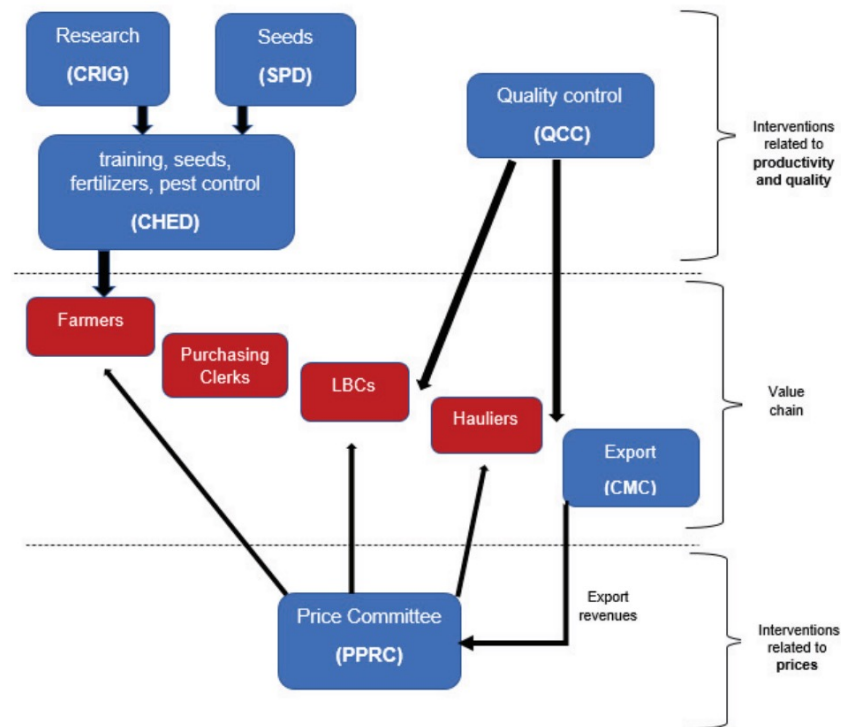 Research
(CRIG)
Seeds
(SPD)
Quality control
(QCC)
Interventions
related to
productivity
and quality
training, seeds,
fertilizers, pest control
(CHED)
Farmers
Purchasing
Clerks
LBCs
Hauliers
Export
(CMC)
Value
chain
Price Committee
(PPRC)
Export
revenues
Interventions
related to
prices